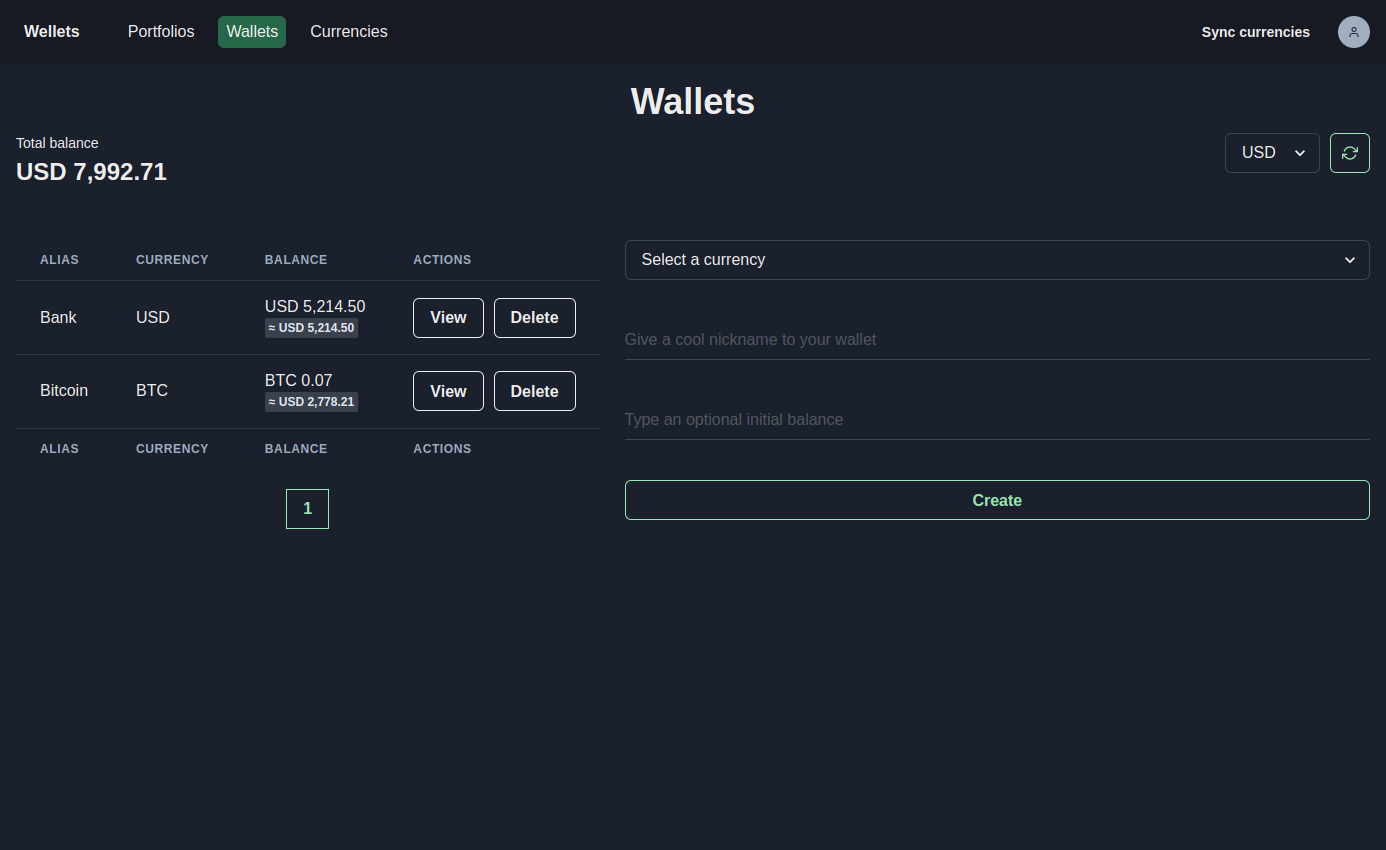 Wellets Portfolios Wallets Currencies Sync currencies
Wallets
Total balance
USD 7,992.71
USD
ALIAS CURRENCY BALANCE ACTIONS
Bank USD USD 5,214.50 View Delete
≈ USD 5,214.50
Bitcoin BTC BTC 0.07 View Delete
≈ USD 2,778.21
ALIAS CURRENCY BALANCE ACTIONS
1
Select a currency
Give a cool nickname to your wallet
Type an optional initial balance
Create